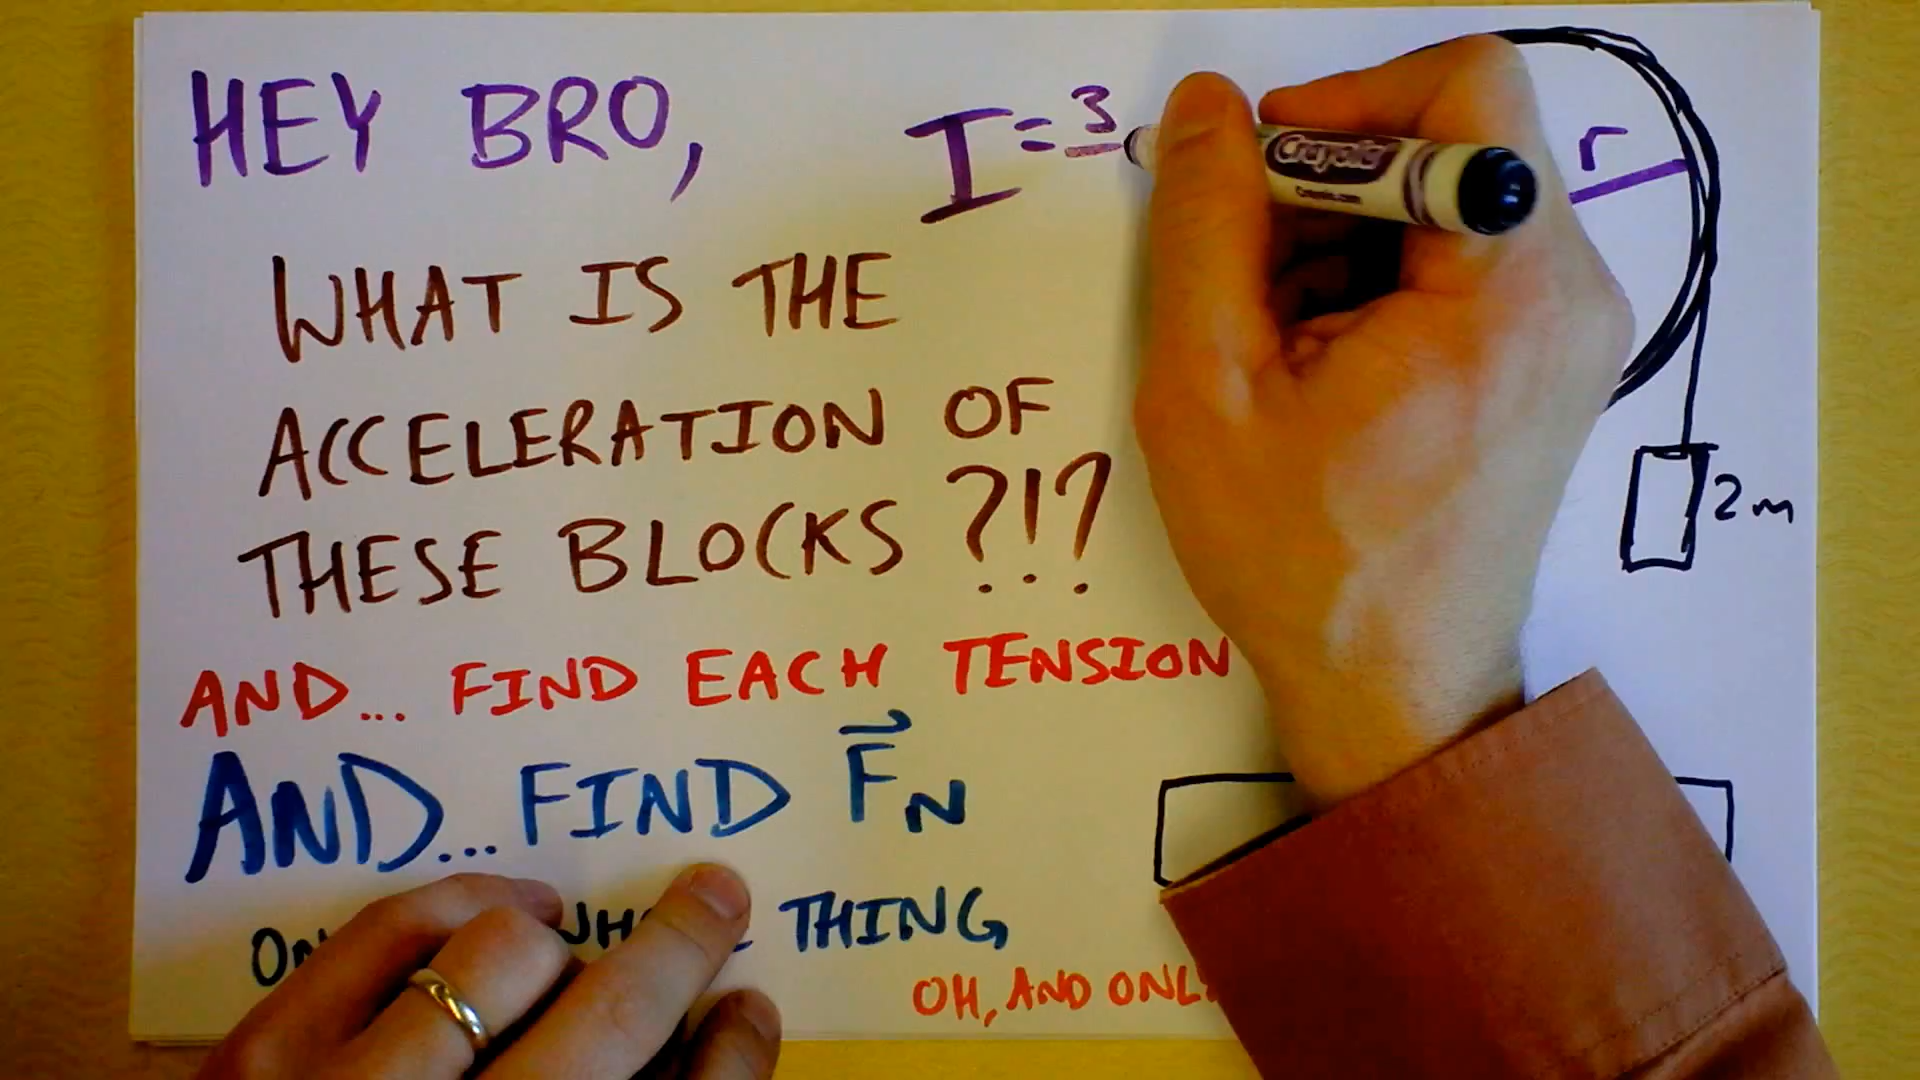 HEY BRO,
I = 3
r
WHAT IS THE
ACCELERATION OF
THESE BLOCKS ?!?
2m
AND... FIND EACH TENSION
AND... FIND F⃗N
THING
OH, AND ONLY
Crayola